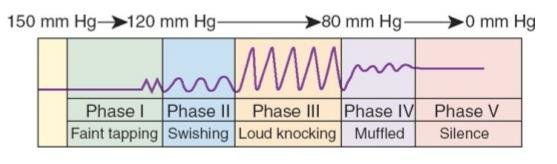 150 mm Hg 120 mm Hg 80 mm Hg 0 mm Hg
Phase I Phase II Phase III Phase IV Phase V
Faint tapping Swishing Loud knocking Muffled Silence